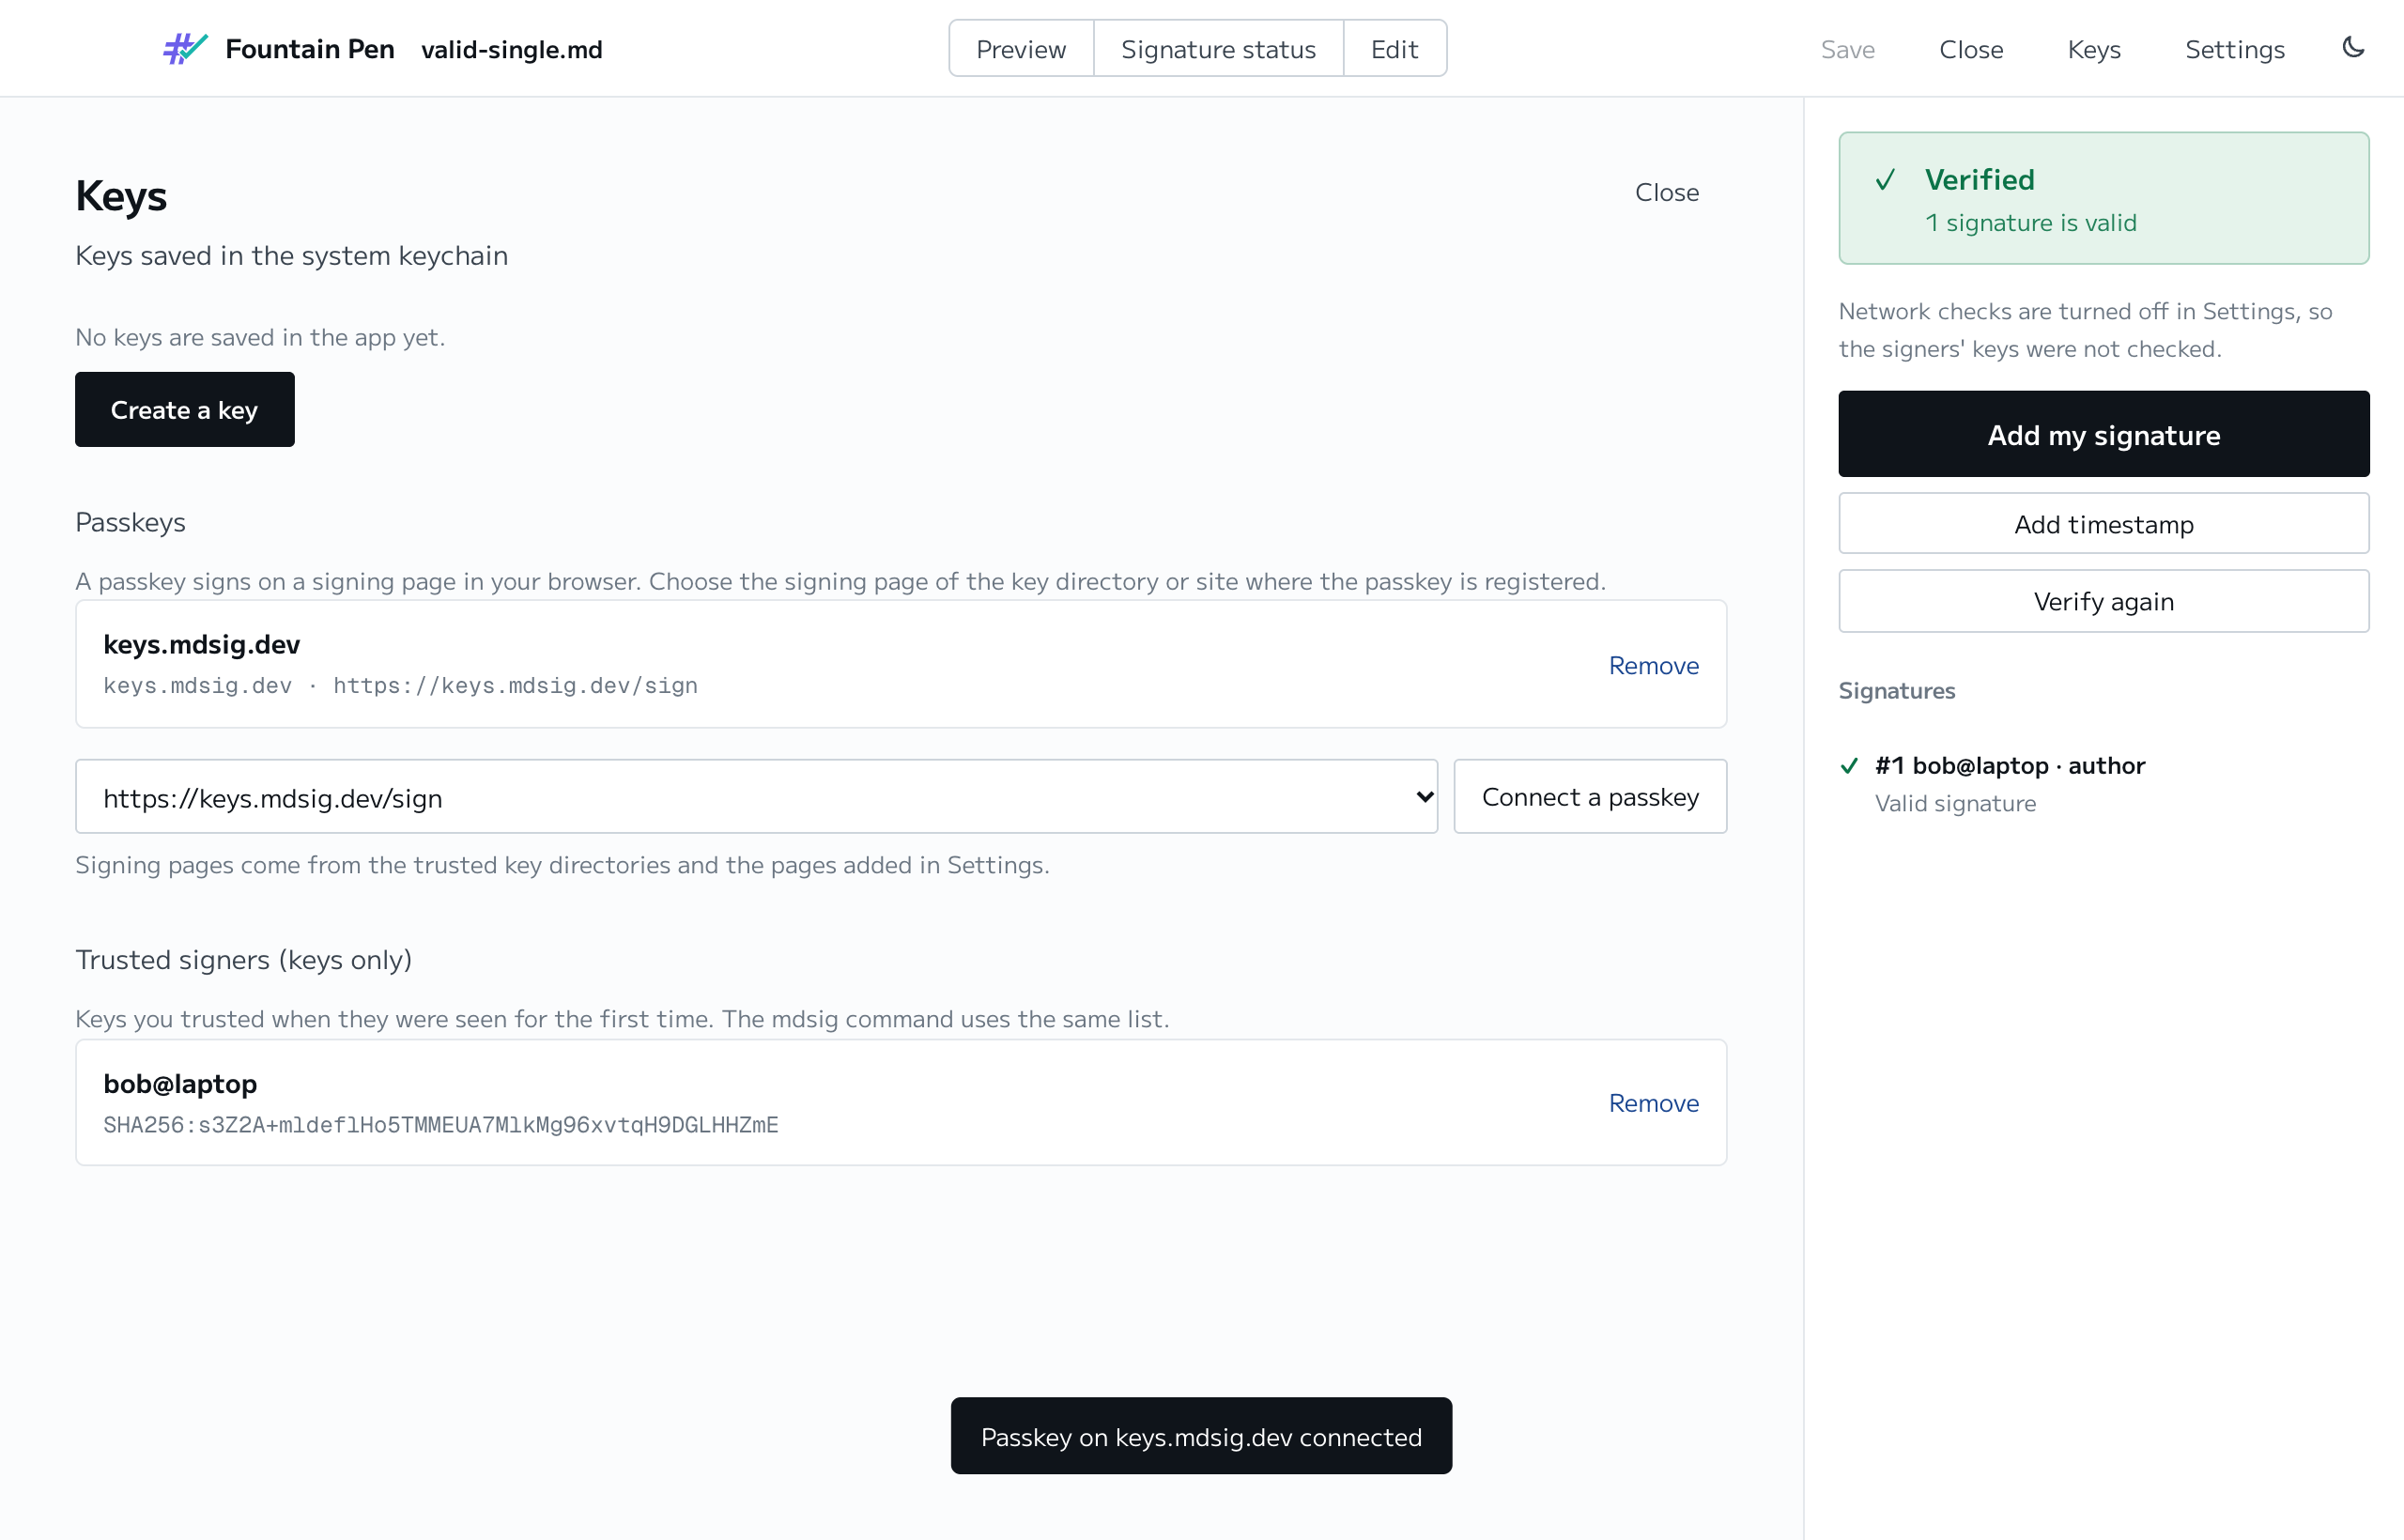 Fountain Pen valid-single.md
Preview Signature status Edit
Save Close Keys Settings
Keys
Close
Keys saved in the system keychain
No keys are saved in the app yet.
Create a key
Passkeys
A passkey signs on a signing page in your browser. Choose the signing page of the key directory or site where the passkey is registered.
keys.mdsig.dev
keys.mdsig.dev · https://keys.mdsig.dev/sign
Remove
https://keys.mdsig.dev/sign
Connect a passkey
Signing pages come from the trusted key directories and the pages added in Settings.
Trusted signers (keys only)
Keys you trusted when they were seen for the first time. The mdsig command uses the same list.
bob@laptop
SHA256:s3Z2A+mldeflHo5TMMEUA7MlkMg96xvtqH9DGLHHZmE
Remove
Passkey on keys.mdsig.dev connected
✓ Verified
1 signature is valid
Network checks are turned off in Settings, so
the signers' keys were not checked.
Add my signature
Add timestamp
Verify again
Signatures
✓ #1 bob@laptop · author
Valid signature